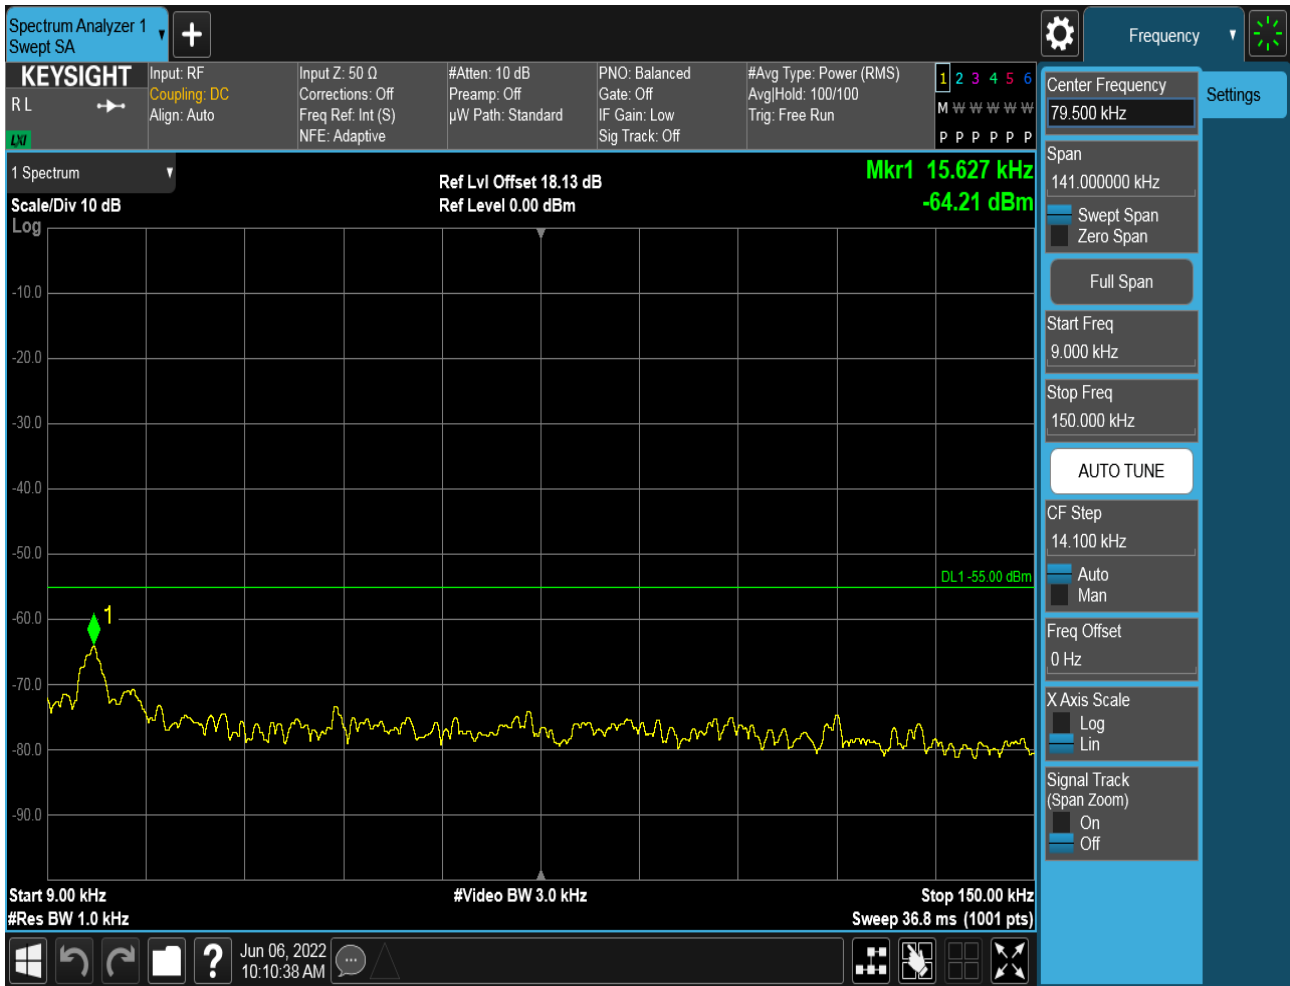 Spectrum Analyzer 1
Swept SA
Frequency
KEYSIGHT
R L
LXI
Input: RF
Coupling: DC
Align: Auto
Input Z: 50 Ω
Corrections: Off
Freq Ref: Int (S)
NFE: Adaptive
#Atten: 10 dB
Preamp: Off
µW Path: Standard
PNO: Balanced
Gate: Off
IF Gain: Low
Sig Track: Off
#Avg Type: Power (RMS)
Avg|Hold: 100/100
Trig: Free Run
1 2 3 4 5 6
M W W W W W
P P P P P P
1 Spectrum
Scale/Div 10 dB
Log
Ref Lvl Offset 18.13 dB
Ref Level 0.00 dBm
Mkr1 15.627 kHz
-64.21 dBm
-10.0
-20.0
-30.0
-40.0
-50.0
DL1 -55.00 dBm
1
-60.0
-70.0
-80.0
-90.0
Start 9.00 kHz
#Video BW 3.0 kHz
Stop 150.00 kHz
#Res BW 1.0 kHz
Sweep 36.8 ms (1001 pts)
Jun 06, 2022
10:10:38 AM
Center Frequency
79.500 kHz
Settings
Span
141.000000 kHz
Swept Span
Zero Span
Full Span
Start Freq
9.000 kHz
Stop Freq
150.000 kHz
AUTO TUNE
CF Step
14.100 kHz
Auto
Man
Freq Offset
0 Hz
X Axis Scale
Log
Lin
Signal Track
(Span Zoom)
On
Off